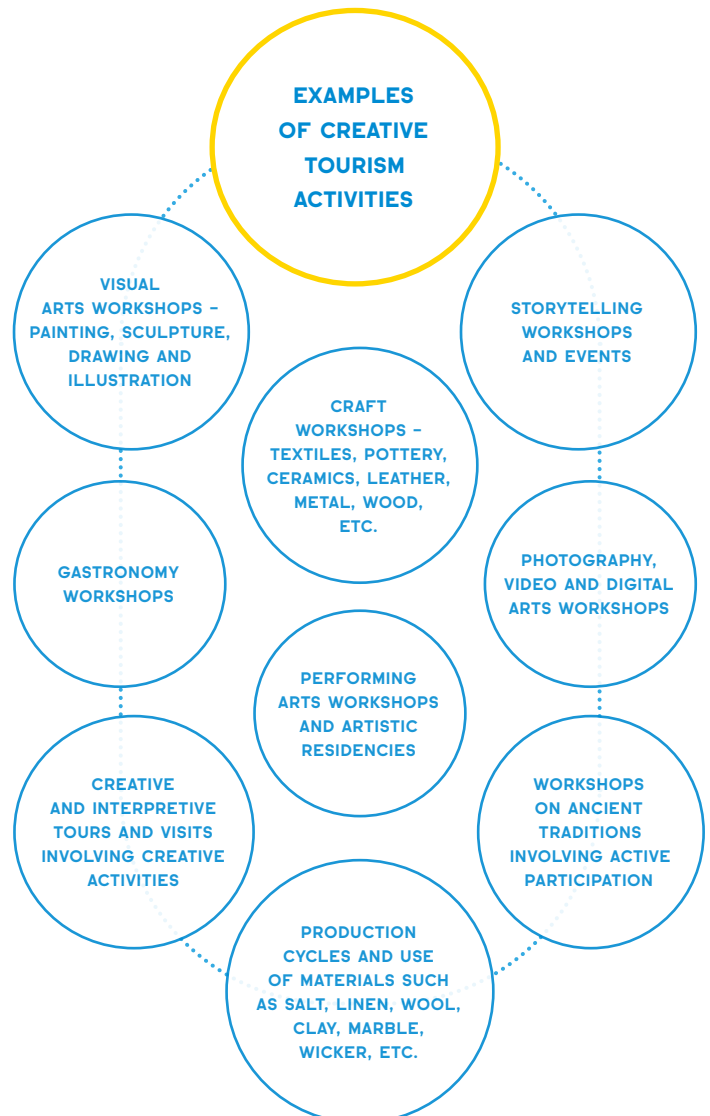 EXAMPLES
OF CREATIVE
TOURISM
ACTIVITIES
VISUAL
ARTS WORKSHOPS –
PAINTING, SCULPTURE,
DRAWING AND
ILLUSTRATION
STORYTELLING
WORKSHOPS
AND EVENTS
CRAFT
WORKSHOPS –
TEXTILES, POTTERY,
CERAMICS, LEATHER,
METAL, WOOD,
ETC.
GASTRONOMY
WORKSHOPS
PHOTOGRAPHY,
VIDEO AND DIGITAL
ARTS WORKSHOPS
PERFORMING
ARTS WORKSHOPS
AND ARTISTIC
RESIDENCIES
CREATIVE
AND INTERPRETIVE
TOURS AND VISITS
INVOLVING CREATIVE
ACTIVITIES
WORKSHOPS
ON ANCIENT
TRADITIONS
INVOLVING ACTIVE
PARTICIPATION
PRODUCTION
CYCLES AND USE
OF MATERIALS SUCH
AS SALT, LINEN, WOOL,
CLAY, MARBLE,
WICKER, ETC.